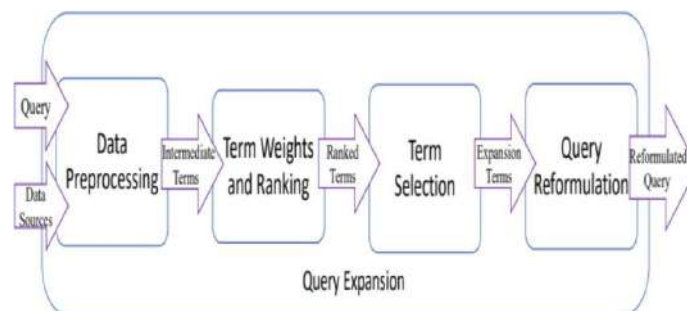 Query
Data
Sources
Data
Preprocessing
Intermediate
Terms
Term Weights
and Ranking
Ranked
Terms
Term
Selection
Expansion
Terms
Query
Reformulation
Reformulated
Query
Query Expansion